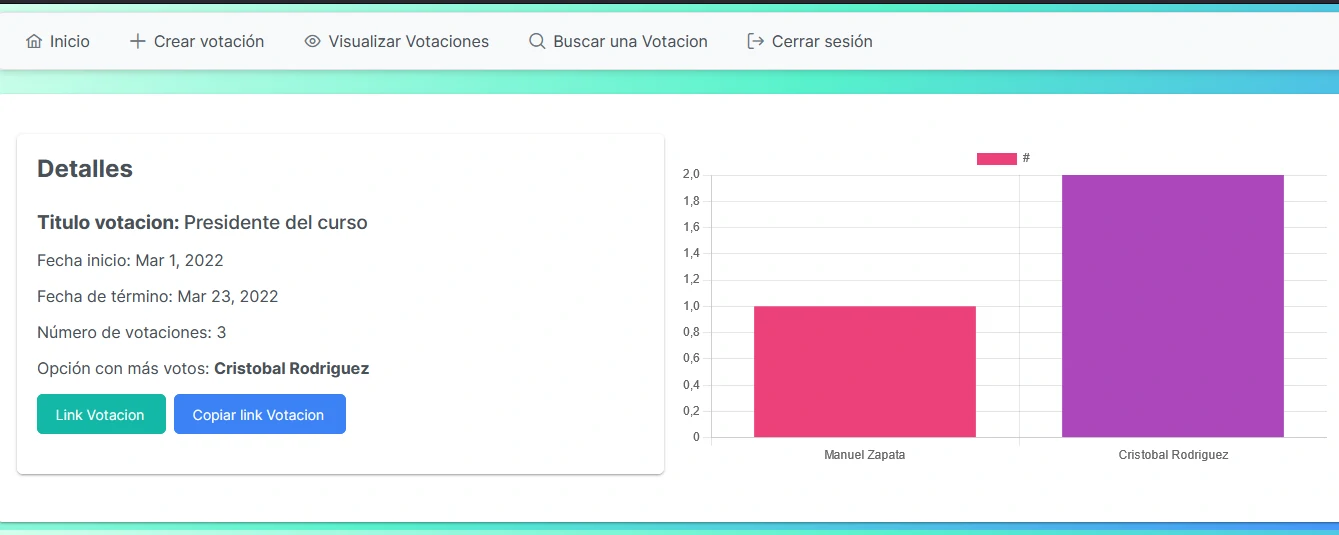 Inicio Crear votación Visualizar Votaciones Buscar una Votacion Cerrar sesión
Detalles
Titulo votacion: Presidente del curso
Fecha inicio: Mar 1, 2022
Fecha de término: Mar 23, 2022
Número de votaciones: 3
Opción con más votos: Cristobal Rodriguez
Link Votacion Copiar link Votacion
#
2,0
1,8
1,6
1,4
1,2
1,0
0,8
0,6
0,4
0,2
0
Manuel Zapata Cristobal Rodriguez